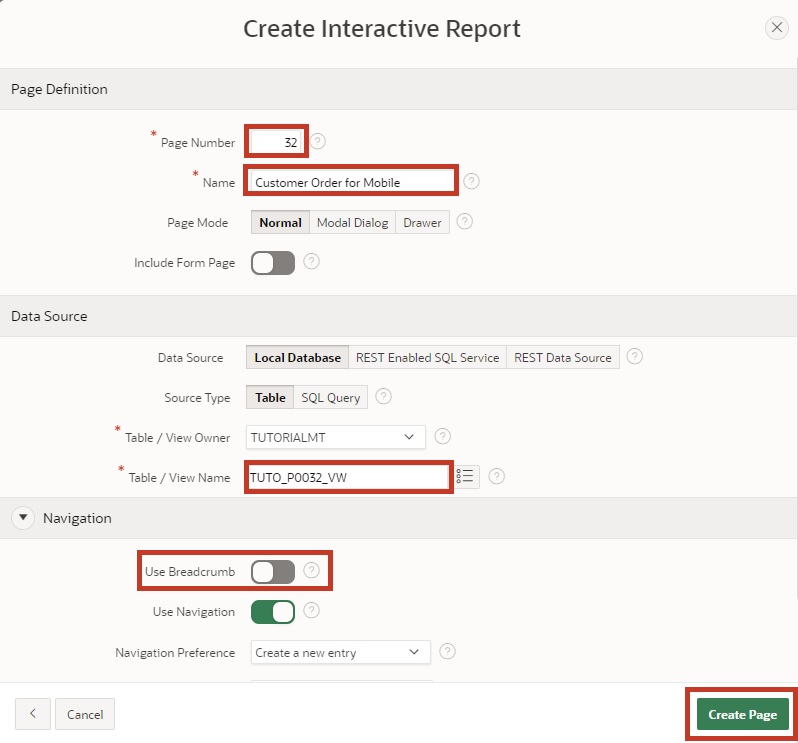 Create Interactive Report
Page Definition
* Page Number 32 ?
* Name Customer Order for Mobile ?
Page Mode Normal Modal Dialog Drawer ?
Include Form Page ?
Data Source
Data Source Local Database REST Enabled SQL Service REST Data Source ?
Source Type Table SQL Query ?
* Table / View Owner TUTORIALMT ?
* Table / View Name TUTO_P0032_VW ?
Navigation
Use Breadcrumb ?
Use Navigation ?
Navigation Preference Create a new entry ?
Cancel Create Page